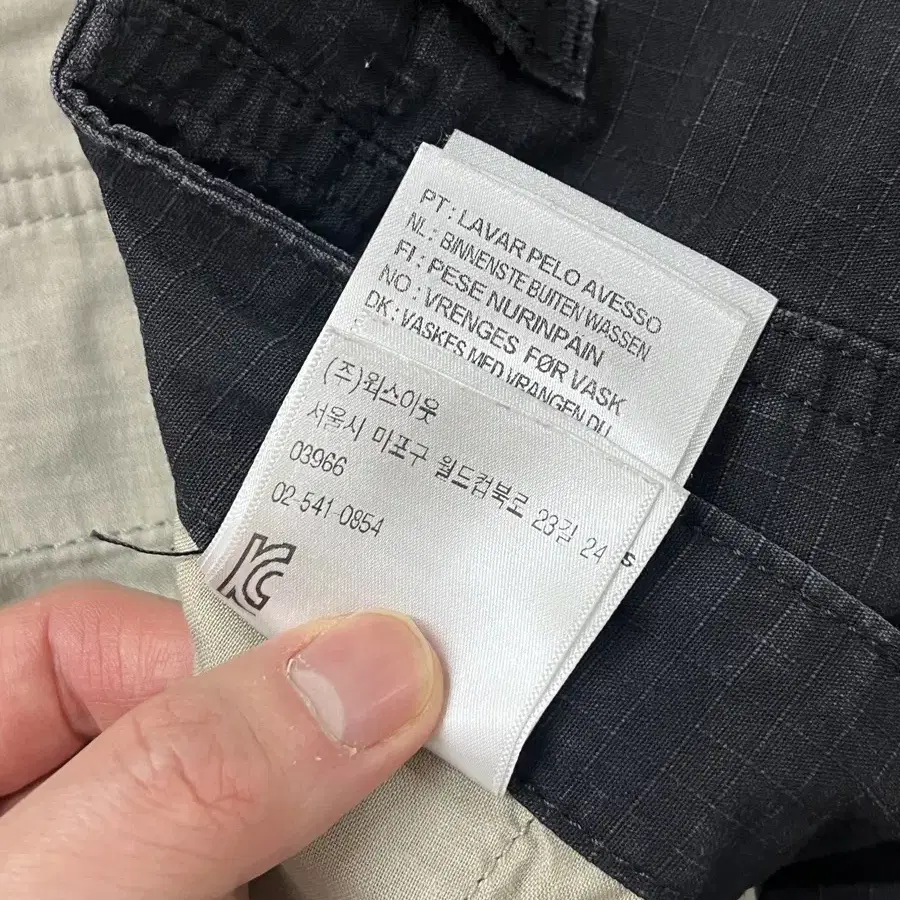 PT: LAVAR PELO AVESSO
NL: BINNENSTE BUITEN WASSEN
FI: PESE NURINPAIN
NO: VRENGES FØR VASK
DK: VASKES MED VRANGEN
(주)웍스아웃
서울시 마포구 월드컵북로 23길 24
03966
02-541-0854
KC
S